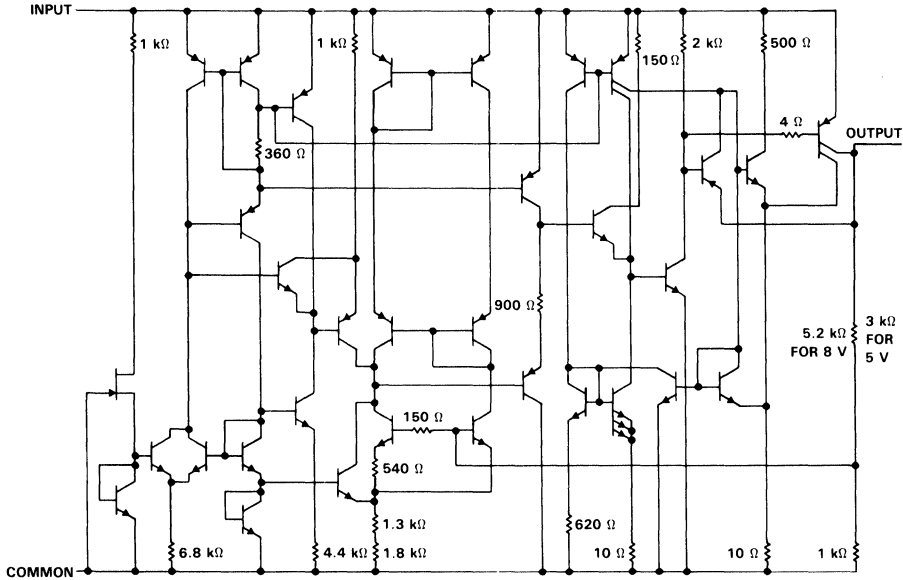 INPUT
1 kΩ
1 kΩ
2 kΩ
500 Ω
150 Ω
4 Ω
OUTPUT
360 Ω
900 Ω
5.2 kΩ
FOR 8 V
3 kΩ
FOR
5 V
150 Ω
540 Ω
1.3 kΩ
620 Ω
6.8 kΩ
4.4 kΩ
1.8 kΩ
10 Ω
10 Ω
1 kΩ
COMMON